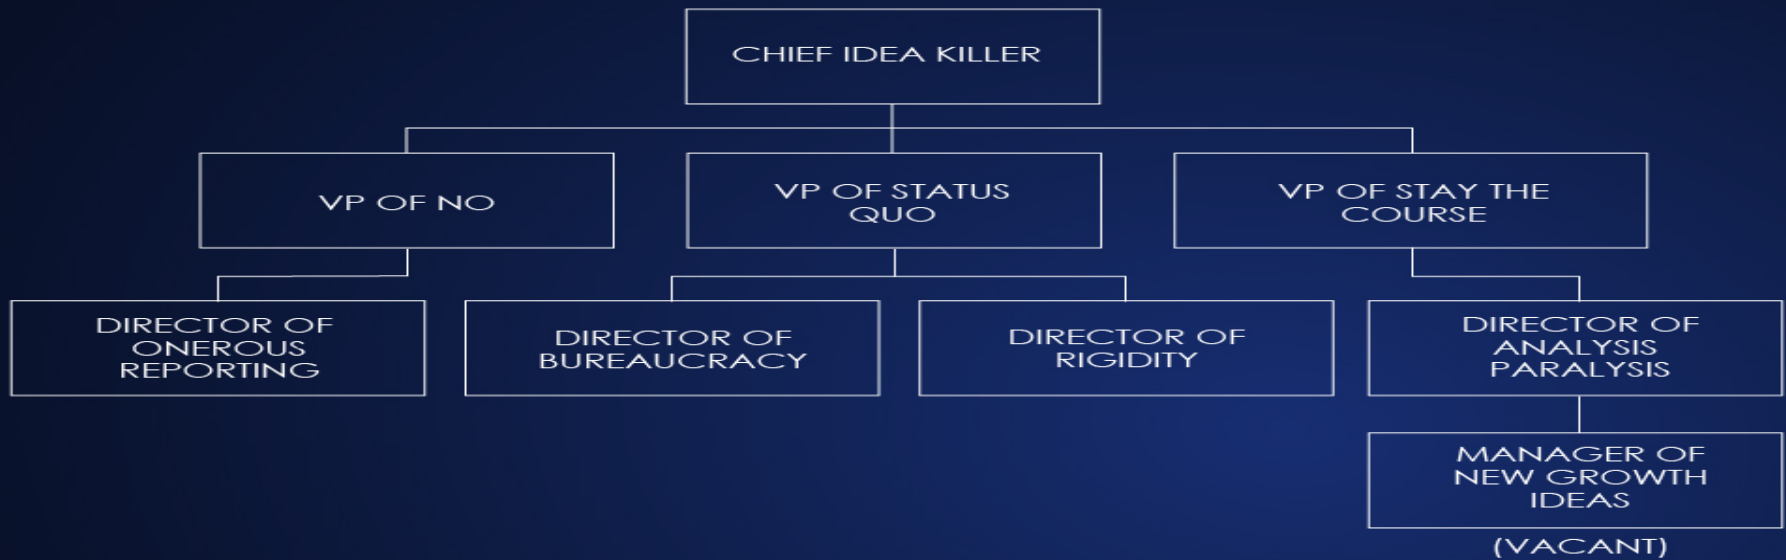 CHIEF IDEA KILLER
VP OF NO
VP OF STATUS
QUO
VP OF STAY THE
COURSE
DIRECTOR OF
ONEROUS
REPORTING
DIRECTOR OF
BUREAUCRACY
DIRECTOR OF
RIGIDITY
DIRECTOR OF
ANALYSIS
PARALYSIS
MANAGER OF
NEW GROWTH
IDEAS
(VACANT)